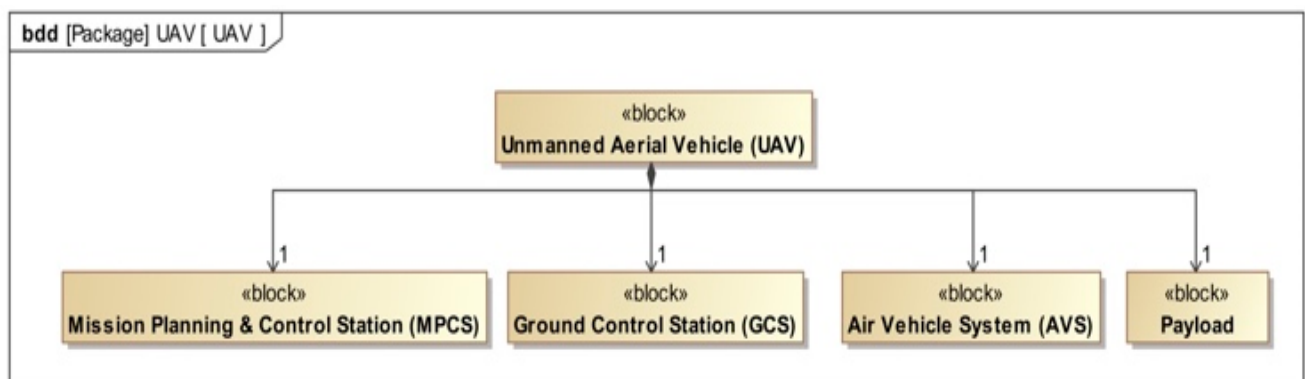 bdd [Package] UAV [ UAV ]
«block»
Unmanned Aerial Vehicle (UAV)
1
1
1
1
«block»
Mission Planning & Control Station (MPCS)
«block»
Ground Control Station (GCS)
«block»
Air Vehicle System (AVS)
«block»
Payload